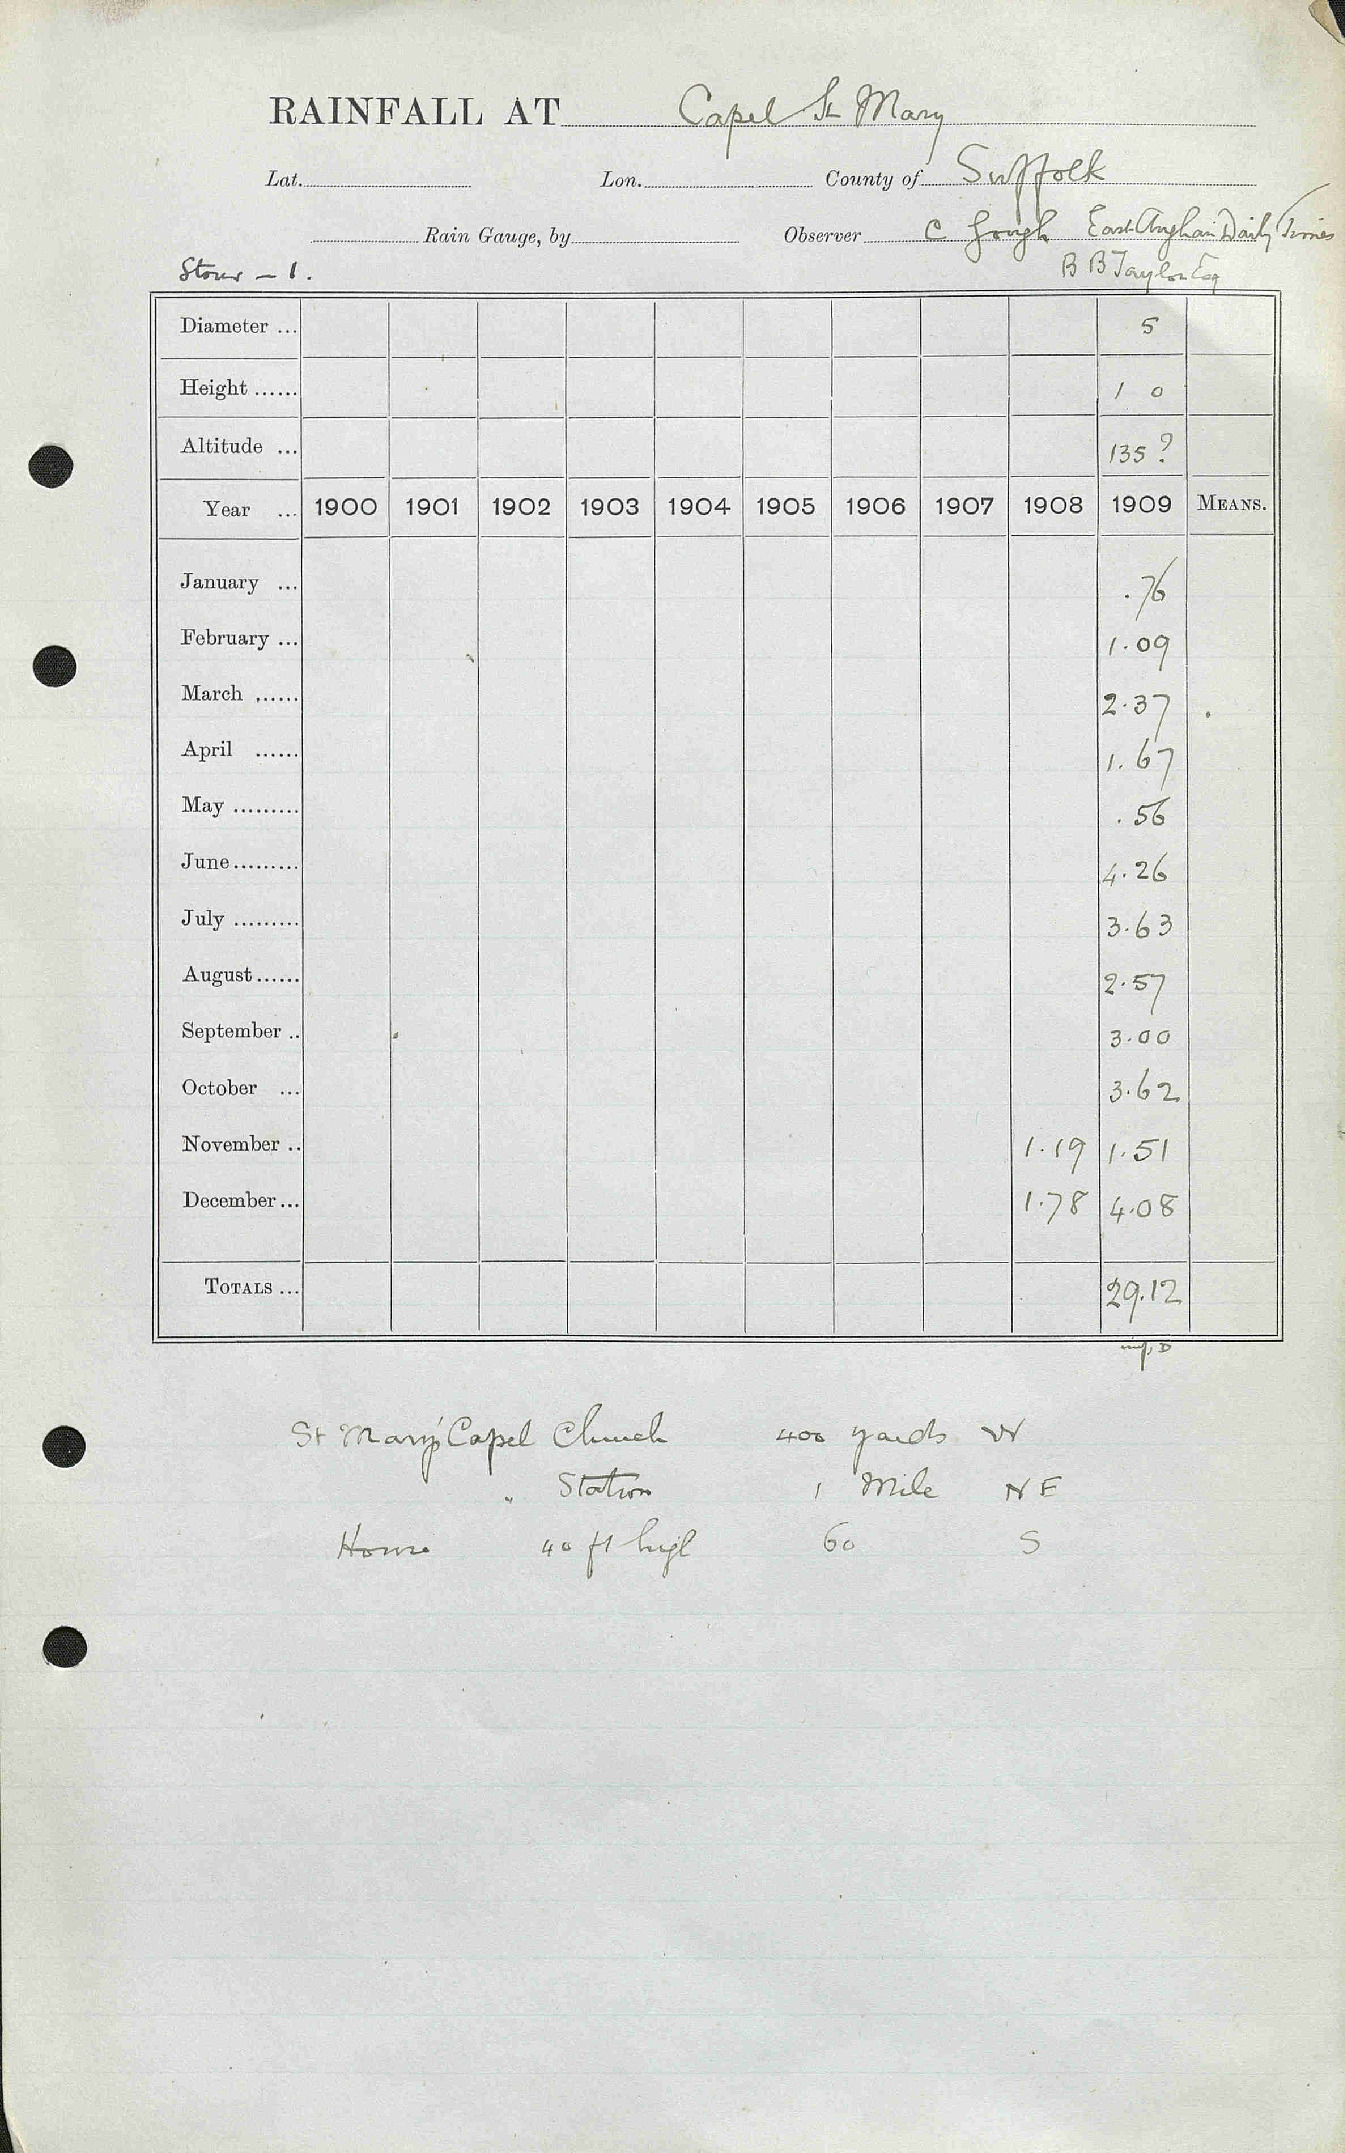 RAINFALL AT Capel St Mary
Lat. Lon. County of Suffolk
Rain Gauge, by Observer C Gough East Anglian Daily Times
Stour - 1. B B Taylor Esq
Diameter ... 5
Height ...... 1 0
Altitude ... 135 ?
Year ... 1900 1901 1902 1903 1904 1905 1906 1907 1908 1909 MEANS.
January ... .76
February ... 1.09
March ...... 2.37
April ...... 1.67
May ......... .56
June......... 4.26
July ......... 3.63
August...... 2.57
September .. 3.00
October ... 3.62
November .. 1.19 1.51
December... 1.78 4.08
TOTALS ... 29.12
St Mary's Capel Church 400 yards W
" Station 1 Mile NE
House 40 ft high 60 S